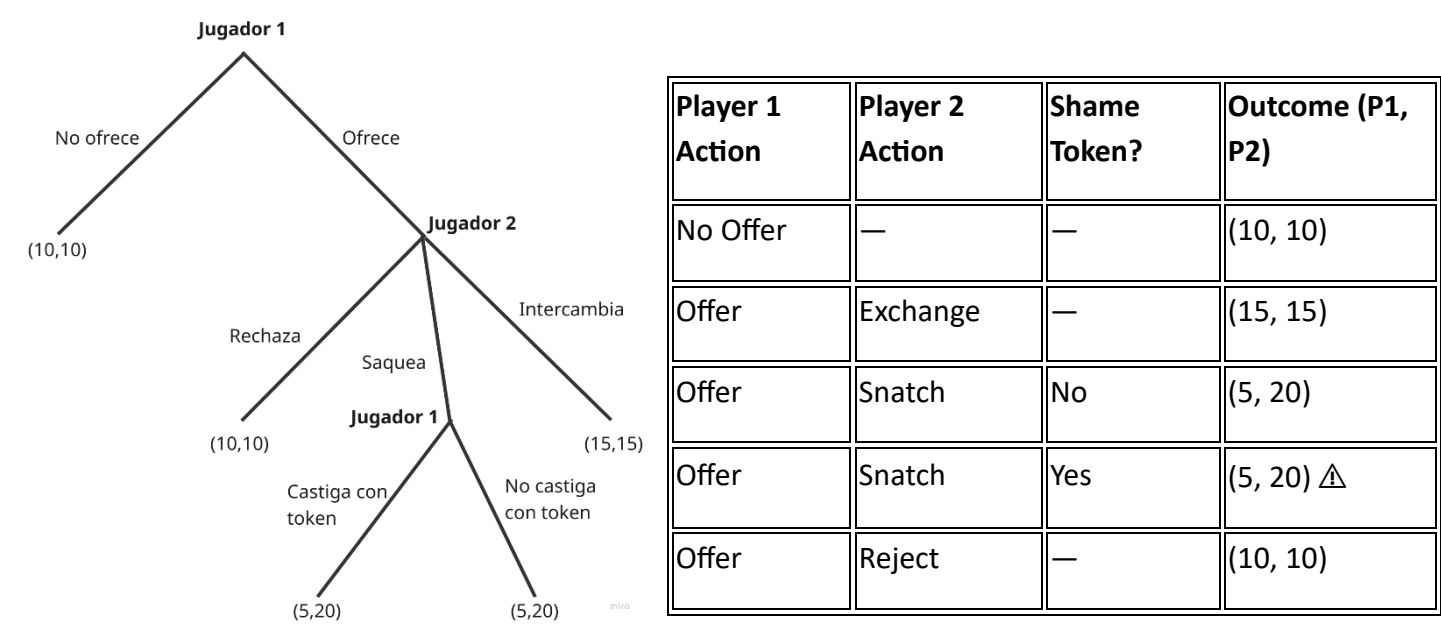 Jugador 1
No ofrece
Ofrece
Jugador 2
(10,10)
Rechaza
Saquea
Intercambia
Jugador 1
(10,10)
(15,15)
Castiga con
token
No castiga
con token
(5,20)
(5,20)
miro
Player 1
Action
Player 2
Action
Shame
Token?
Outcome (P1,
P2)
No Offer
—
—
(10, 10)
Offer
Exchange
—
(15, 15)
Offer
Snatch
No
(5, 20)
Offer
Snatch
Yes
(5, 20) ⚠
Offer
Reject
—
(10, 10)